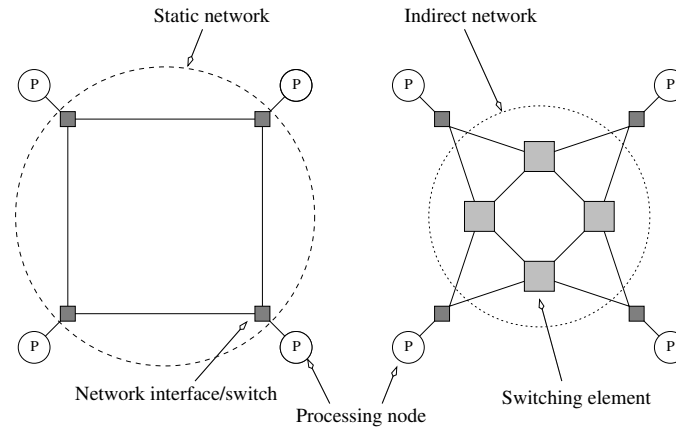 Static network
Indirect network
P
P
P
P
P
P
P
P
Network interface/switch
Switching element
Processing node